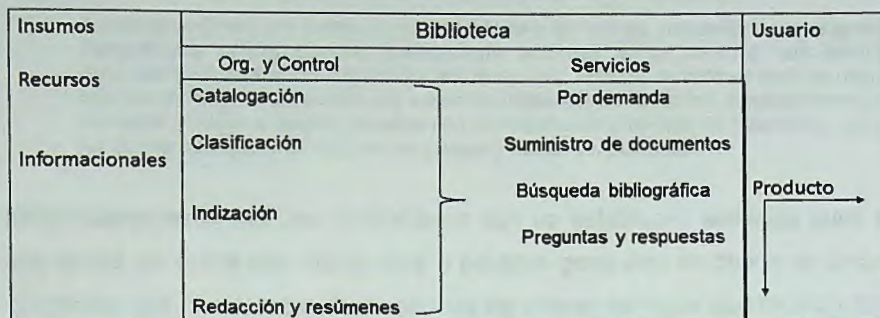 Insumos Biblioteca Usuario
Recursos Org. y Control Servicios
Catalogación Por demanda
Clasificación Suministro de documentos
Informacionales
Búsqueda bibliográfica Producto
Indización
Preguntas y respuestas
Redacción y resúmenes